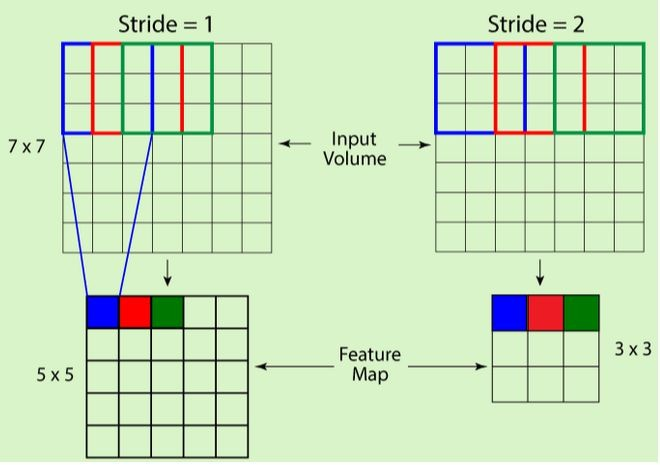 Stride = 1
Stride = 2
7 x 7
Input
Volume
Feature
Map
5 x 5
3 x 3